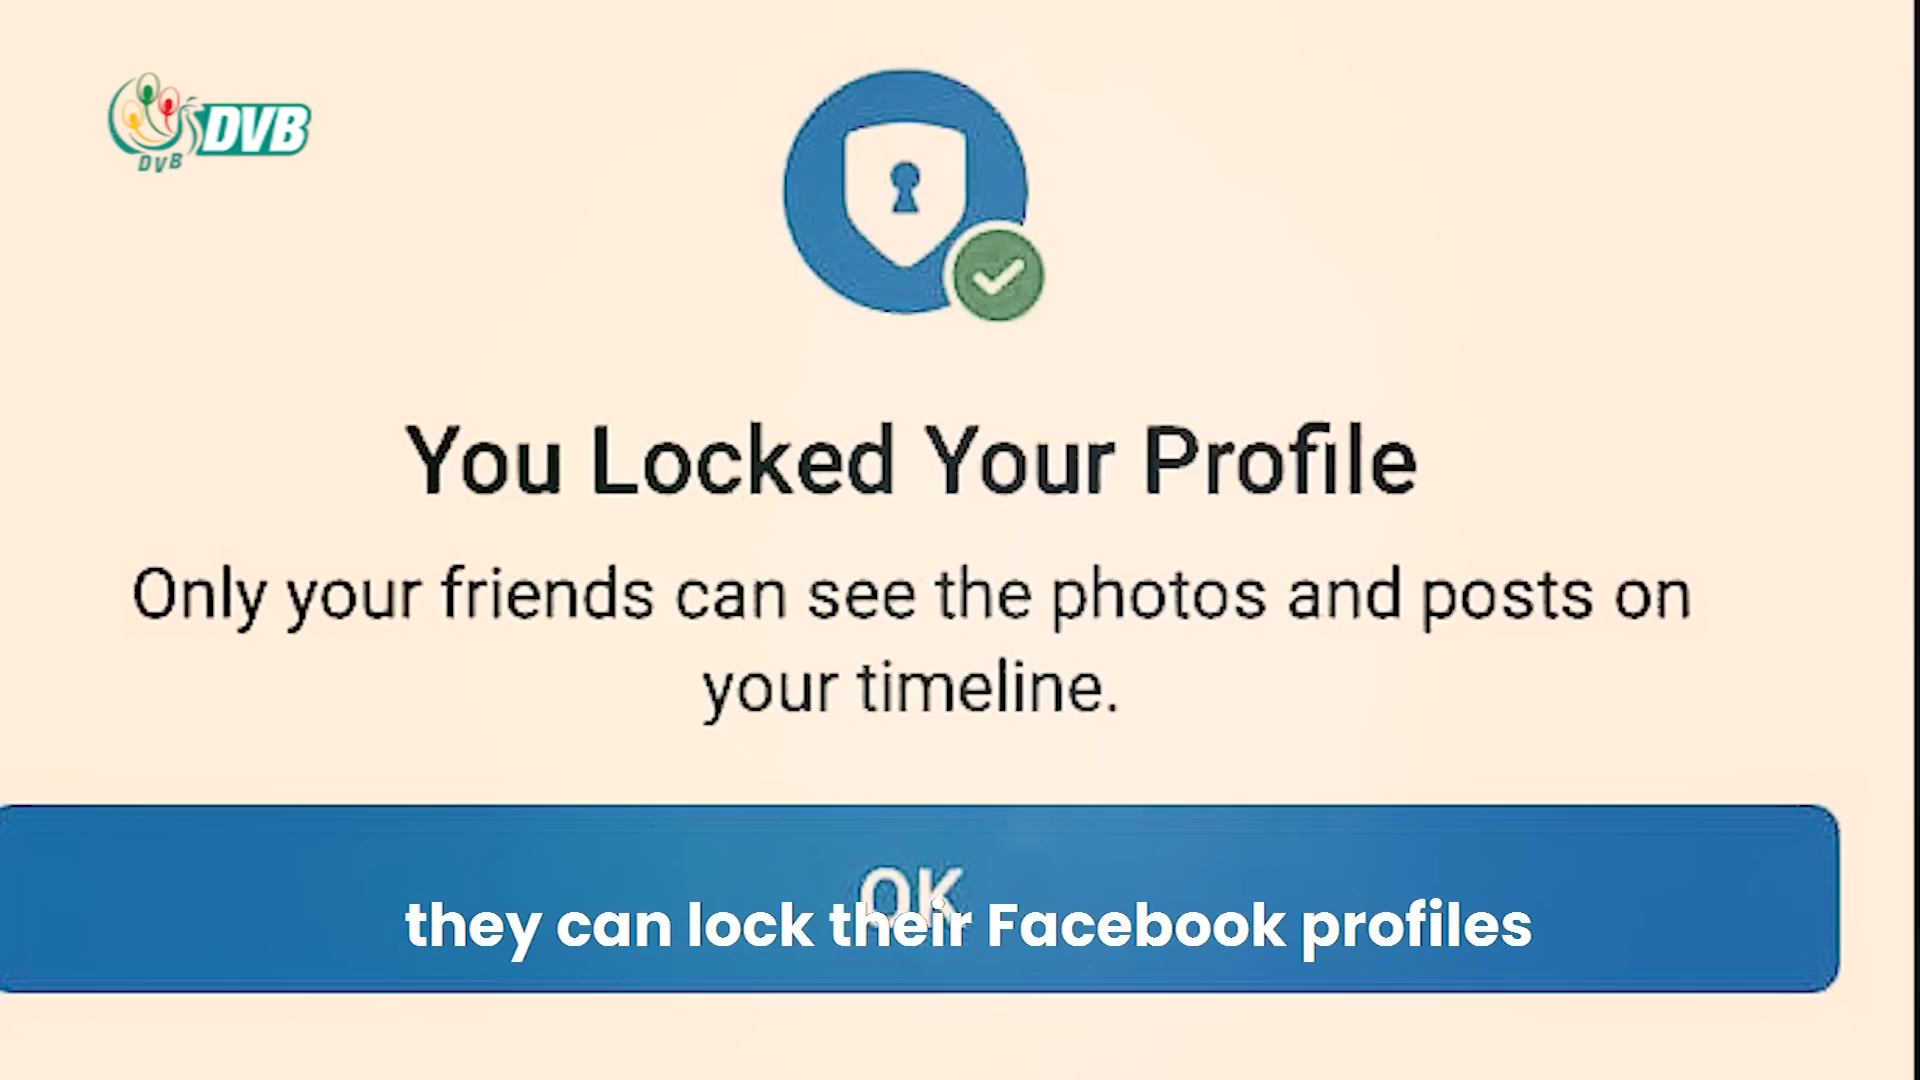 DVB
DVB
You Locked Your Profile
Only your friends can see the photos and posts on
your timeline.
OK
they can lock their Facebook profiles